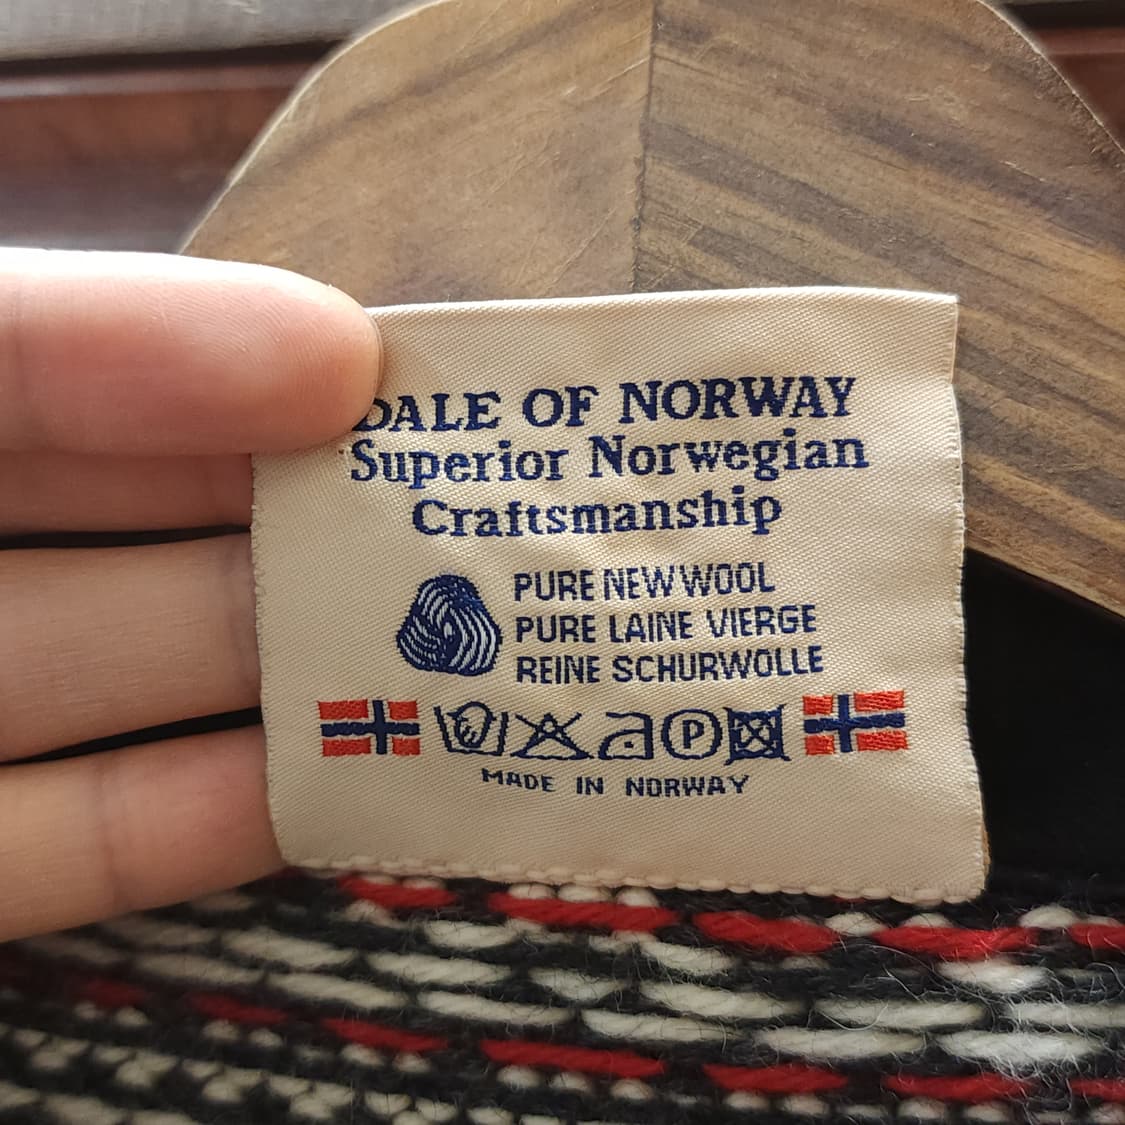 DALE OF NORWAY
Superior Norwegian
Craftsmanship
PURE NEW WOOL
PURE LAINE VIERGE
REINE SCHURWOLLE
P
MADE IN NORWAY